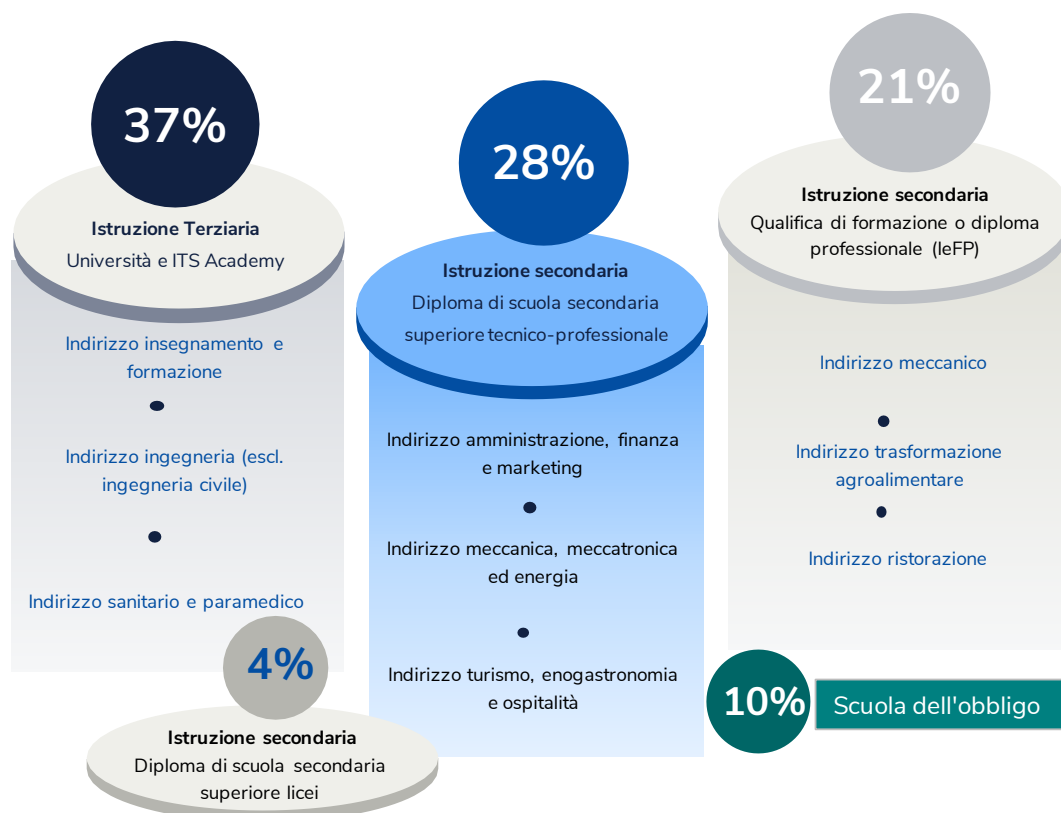 37%
Istruzione Terziaria
Università e ITS Academy
Indirizzo insegnamento e
formazione
Indirizzo ingegneria (escl.
ingegneria civile)
Indirizzo sanitario e paramedico
4%
Istruzione secondaria
Diploma di scuola secondaria
superiore licei
28%
Istruzione secondaria
Diploma di scuola secondaria
superiore tecnico-professionale
Indirizzo amministrazione, finanza
e marketing
Indirizzo meccanica, meccatronica
ed energia
Indirizzo turismo, enogastronomia
e ospitalità
21%
Istruzione secondaria
Qualifica di formazione o diploma
professionale (IeFP)
Indirizzo meccanico
Indirizzo trasformazione
agroalimentare
Indirizzo ristorazione
10%
Scuola dell'obbligo